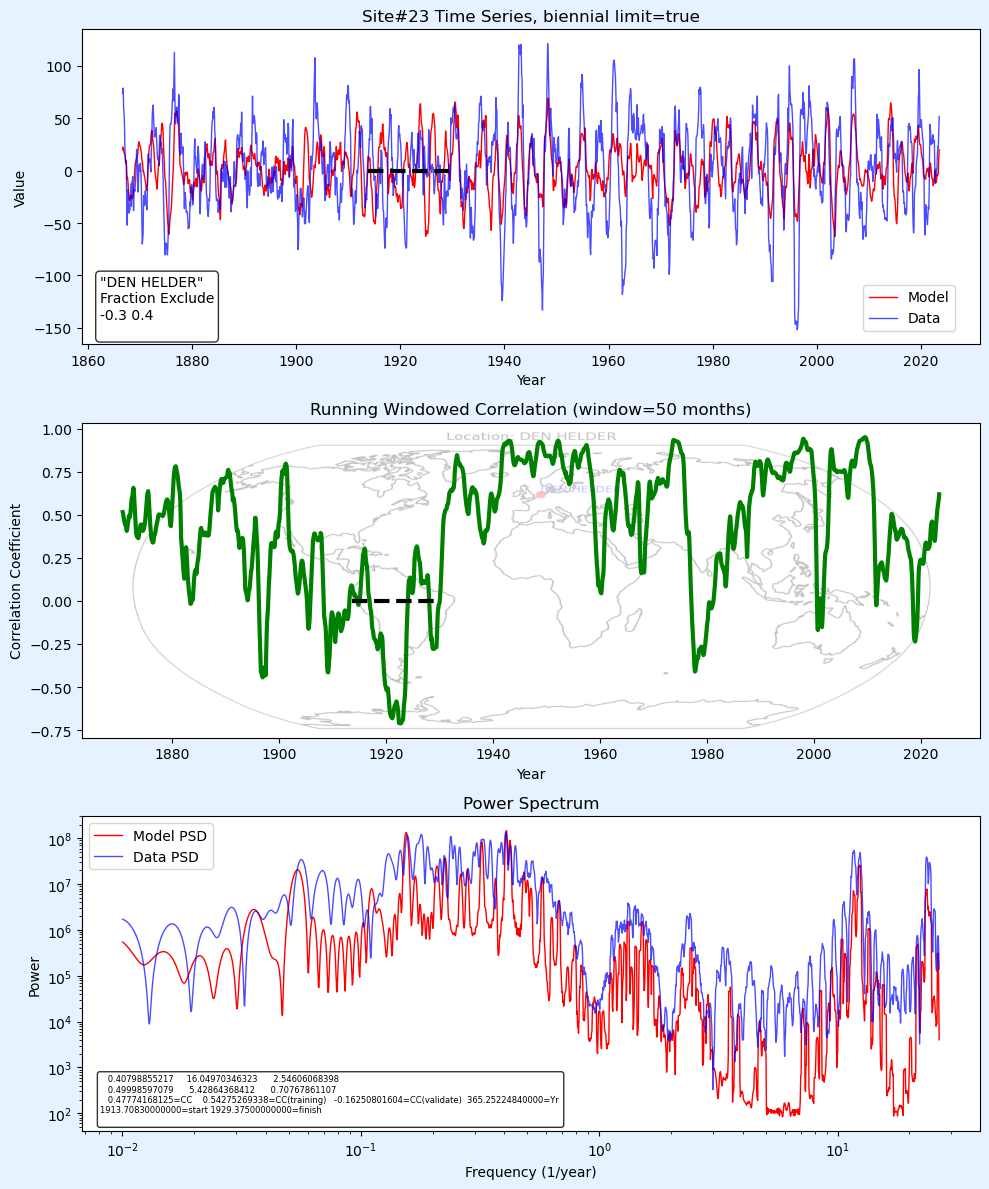 Site#23 Time Series, biennial limit=true
Value
100
50
0
−50
−100
−150
"DEN HELDER"
Fraction Exclude
-0.3 0.4
Model
Data
1860 1880 1900 1920 1940 1960 1980 2000 2020
Year
Running Windowed Correlation (window=50 months)
Correlation Coefficient
1.00
0.75
0.50
0.25
0.00
−0.25
−0.50
−0.75
Location: DEN HELDER
DEN HELDER
1880 1900 1920 1940 1960 1980 2000 2020
Year
Power Spectrum
Power
10^8
10^7
10^6
10^5
10^4
10^3
10^2
Model PSD
Data PSD
0.40798855217 16.04970346323 2.54606068398
0.49998597079 5.42864368412 0.70767861107
0.47774168125=CC 0.54275269338=CC(training) -0.16250801604=CC(validate) 365.25224840000=Yr
1913.70830000000=start 1929.37500000000=finish
10^−2 10^−1 10^0 10^1
Frequency (1/year)